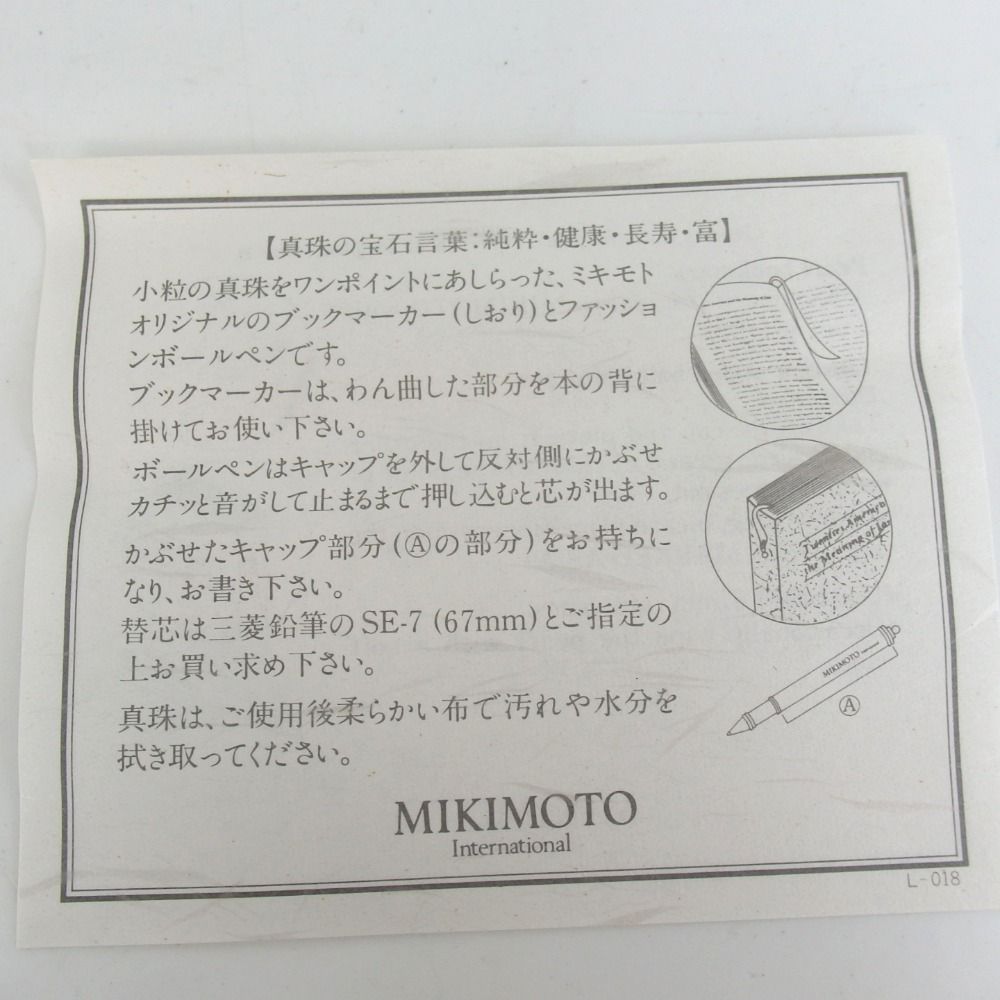 【真珠の宝石言葉:純粋・健康・長寿・富】
小粒の真珠をワンポイントにあしらった、ミキモト
オリジナルのブックマーカー(しおり)とファッショ
ンボールペンです。
ブックマーカーは、わん曲した部分を本の背に
掛けてお使い下さい。
ボールペンはキャップを外して反対側にかぶせ
カチッと音がして止まるまで押し込むと芯が出ます。
かぶせたキャップ部分(Ⓐの部分)をお持ちに
なり、お書き下さい。
替芯は三菱鉛筆のSE-7(67mm)とご指定の
上お買い求め下さい。
真珠は、ご使用後柔らかい布で汚れや水分を
拭き取ってください。
MIKIMOTO
Ⓐ
MIKIMOTO
International
L-018